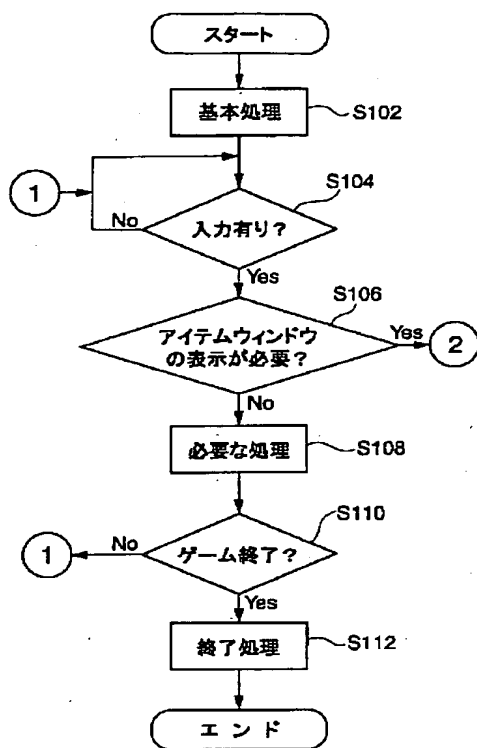 スタート
基本処理
S102
1
S104
No
入力有り?
Yes
S106
アイテムウィンドウ
の表示が必要?
Yes
2
No
必要な処理
S108
S110
1
No
ゲーム終了?
Yes
終了処理
S112
エンド